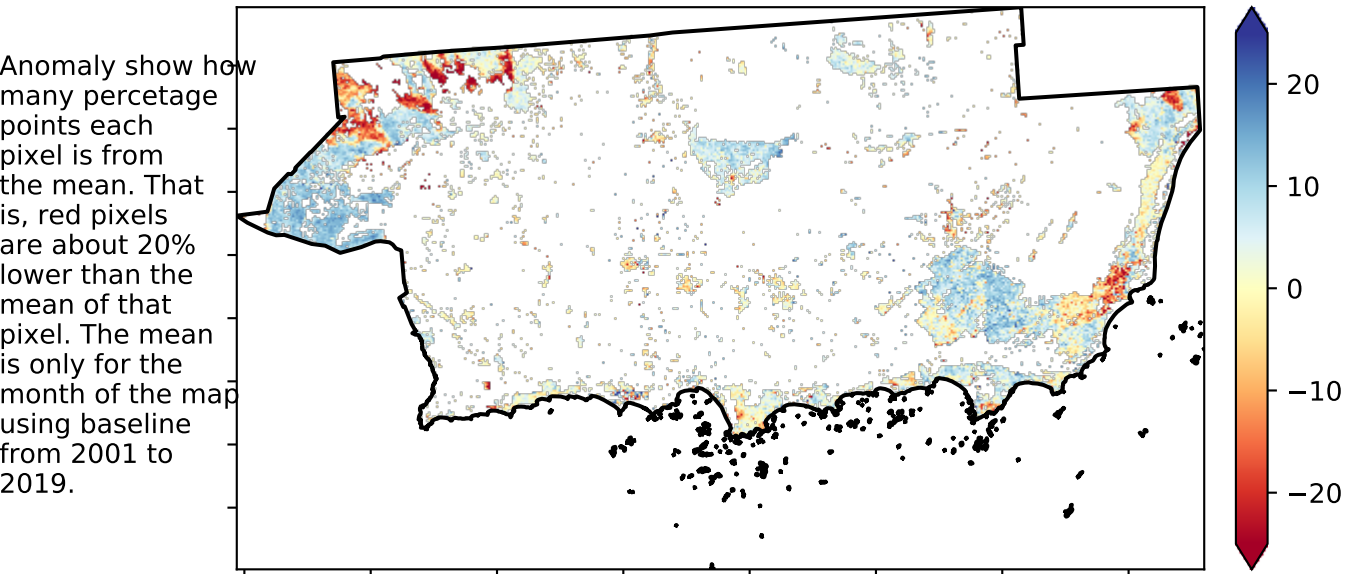 Anomaly show how
many percetage
points each
pixel is from
the mean. That
is, red pixels
are about 20%
lower than the
mean of that
pixel. The mean
is only for the
month of the map
using baseline
from 2001 to
2019.
20
10
0
−10
−20